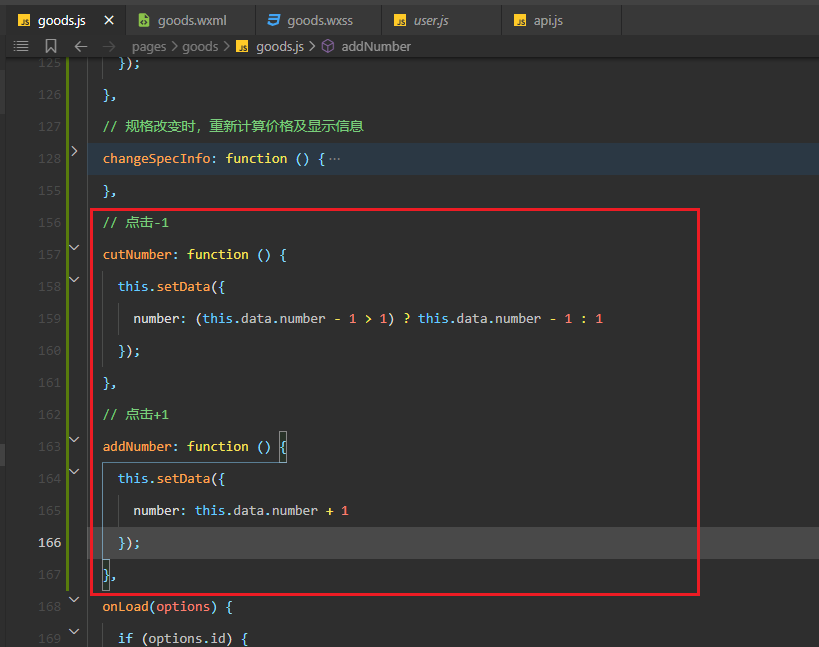 goods.js
goods.wxml
goods.wxss
user.js
api.js
pages > goods > goods.js > addNumber
125 });
126 },
127 // 规格改变时，重新计算价格及显示信息
128 changeSpecInfo: function () {···
155 },
156 // 点击-1
157 cutNumber: function () {
158 this.setData({
159 number: (this.data.number - 1 > 1) ? this.data.number - 1 : 1
160 });
161 },
162 // 点击+1
163 addNumber: function () {
164 this.setData({
165 number: this.data.number + 1
166 });
167 },
168 onLoad(options) {
169 if (options.id) {